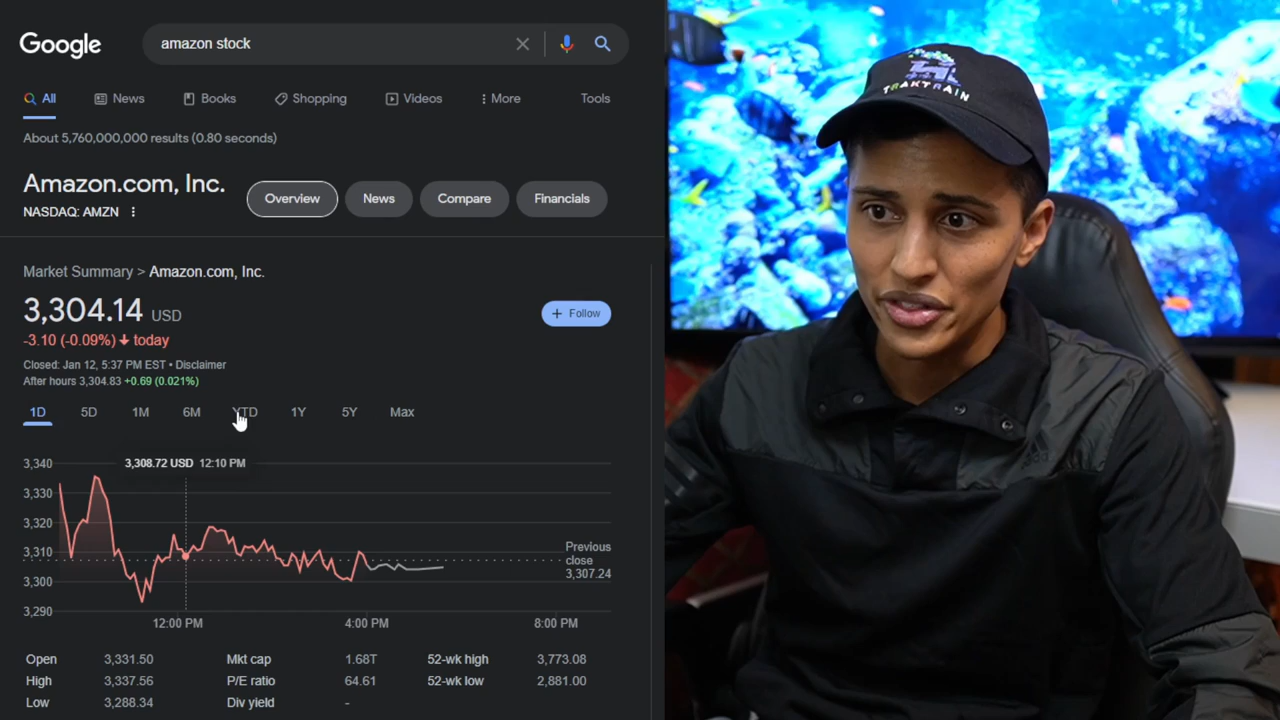 Google
amazon stock
All News Books Shopping Videos More Tools
About 5,760,000,000 results (0.80 seconds)
Amazon.com, Inc.
NASDAQ: AMZN
Overview News Compare Financials
Market Summary > Amazon.com, Inc.
3,304.14 USD
+ Follow
-3.10 (-0.09%) today
Closed: Jan 12, 5:37 PM EST • Disclaimer
After hours 3,304.83 +0.69 (0.021%)
1D 5D 1M 6M YTD 1Y 5Y Max
3,308.72 USD 12:10 PM
3,340
3,330
3,320
3,310
3,300
3,290
Previous
close
3,307.24
12:00 PM 4:00 PM 8:00 PM
Open 3,331.50 Mkt cap 1.68T 52-wk high 3,773.08
High 3,337.56 P/E ratio 64.61 52-wk low 2,881.00
Low 3,288.34 Div yield -
TRAKTRAIN
adidas